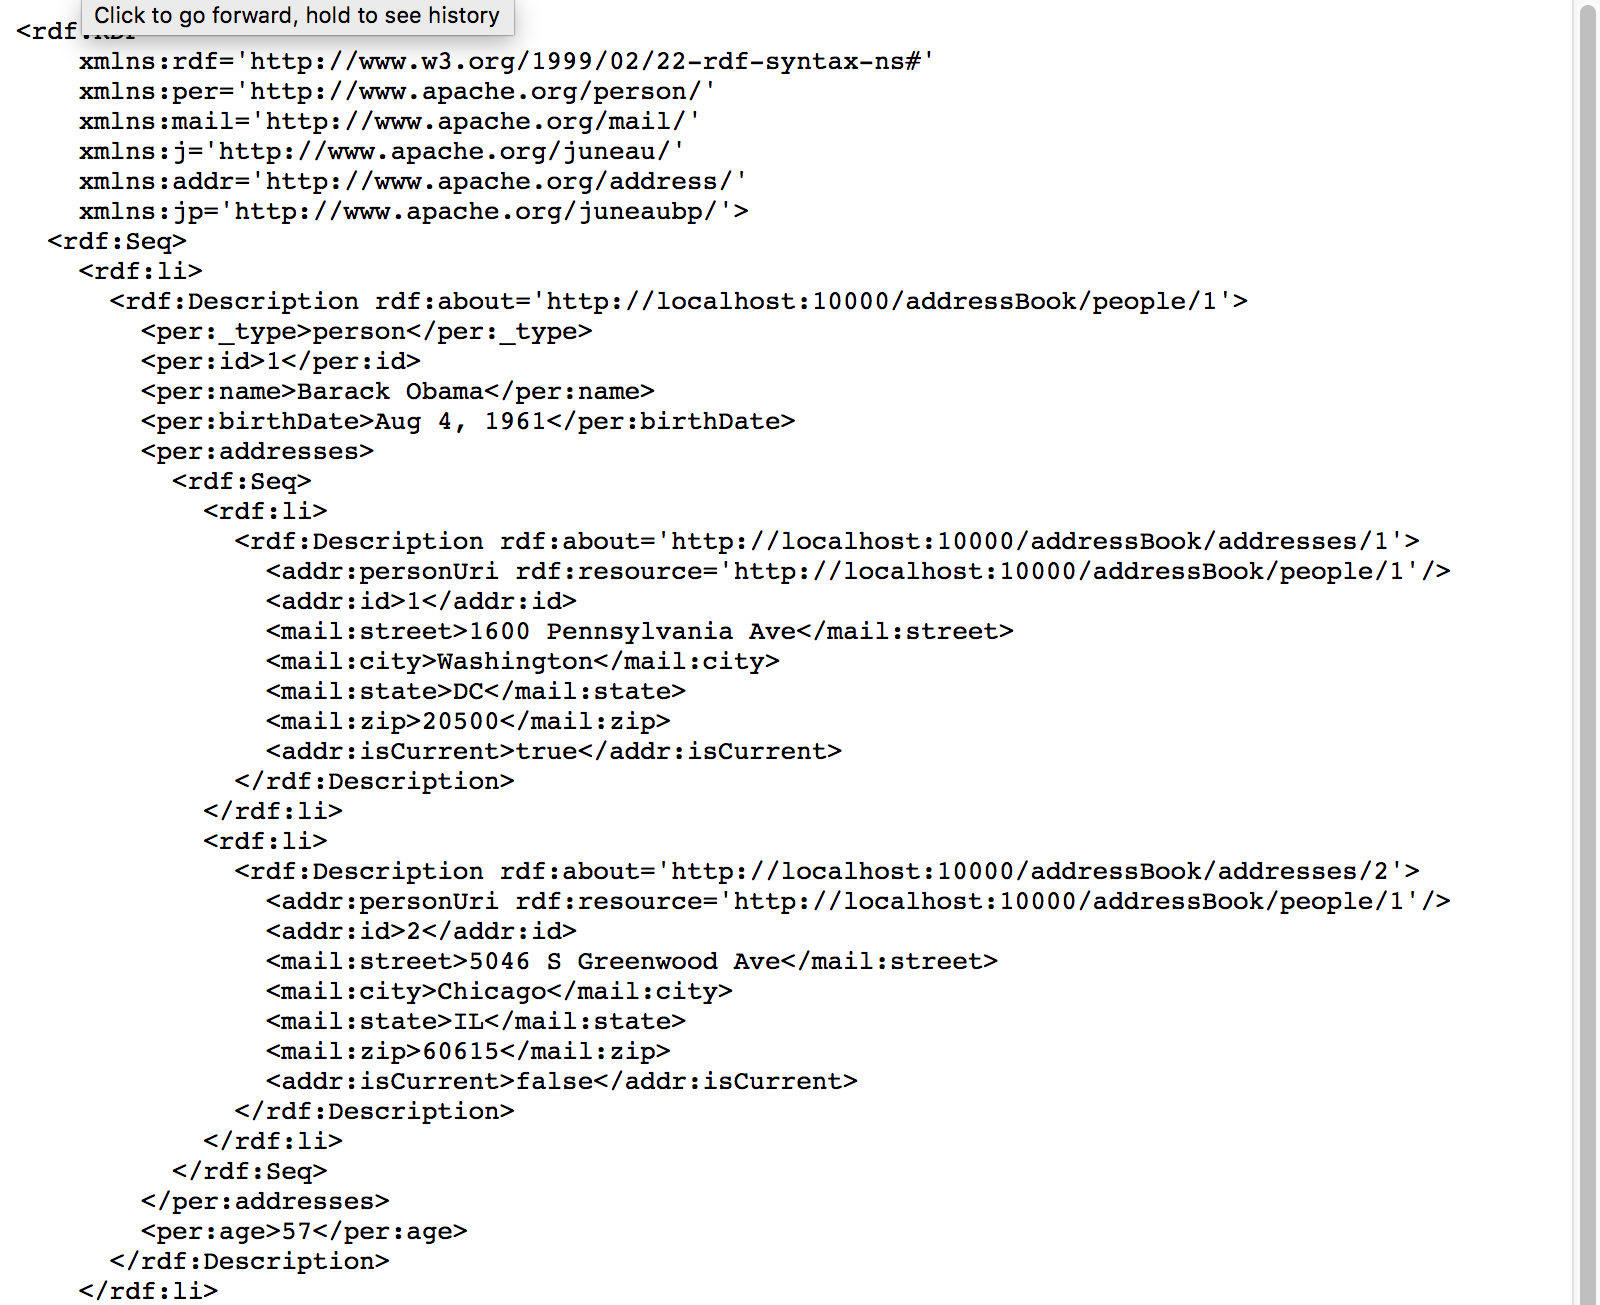 Click to go forward, hold to see history
<rdf:RDF
xmlns:rdf='http://www.w3.org/1999/02/22-rdf-syntax-ns#'
xmlns:per='http://www.apache.org/person/'
xmlns:mail='http://www.apache.org/mail/'
xmlns:j='http://www.apache.org/juneau/'
xmlns:addr='http://www.apache.org/address/'
xmlns:jp='http://www.apache.org/juneaubp/'>
<rdf:Seq>
<rdf:li>
<rdf:Description rdf:about='http://localhost:10000/addressBook/people/1'>
<per:_type>person</per:_type>
<per:id>1</per:id>
<per:name>Barack Obama</per:name>
<per:birthDate>Aug 4, 1961</per:birthDate>
<per:addresses>
<rdf:Seq>
<rdf:li>
<rdf:Description rdf:about='http://localhost:10000/addressBook/addresses/1'>
<addr:personUri rdf:resource='http://localhost:10000/addressBook/people/1'/>
<addr:id>1</addr:id>
<mail:street>1600 Pennsylvania Ave</mail:street>
<mail:city>Washington</mail:city>
<mail:state>DC</mail:state>
<mail:zip>20500</mail:zip>
<addr:isCurrent>true</addr:isCurrent>
</rdf:Description>
</rdf:li>
<rdf:li>
<rdf:Description rdf:about='http://localhost:10000/addressBook/addresses/2'>
<addr:personUri rdf:resource='http://localhost:10000/addressBook/people/1'/>
<addr:id>2</addr:id>
<mail:street>5046 S Greenwood Ave</mail:street>
<mail:city>Chicago</mail:city>
<mail:state>IL</mail:state>
<mail:zip>60615</mail:zip>
<addr:isCurrent>false</addr:isCurrent>
</rdf:Description>
</rdf:li>
</rdf:Seq>
</per:addresses>
<per:age>57</per:age>
</rdf:Description>
</rdf:li>